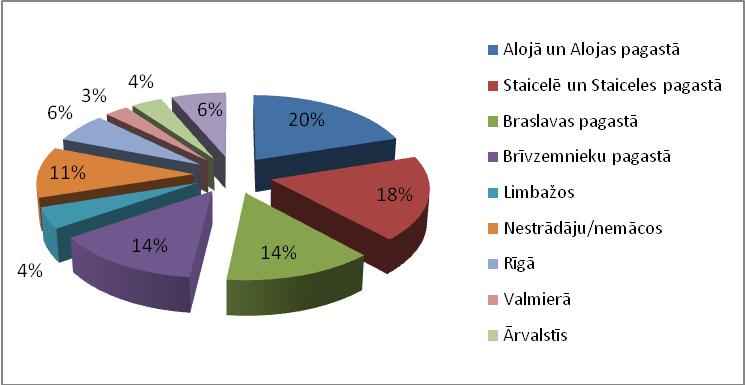 20%
18%
14%
14%
4%
11%
6%
3%
4%
6%
Alojā un Alojas pagastā
Staicelē un Staiceles pagastā
Braslavas pagastā
Brīvzemnieku pagastā
Limbažos
Nestrādāju/nemācos
Rīgā
Valmierā
Ārvalstīs